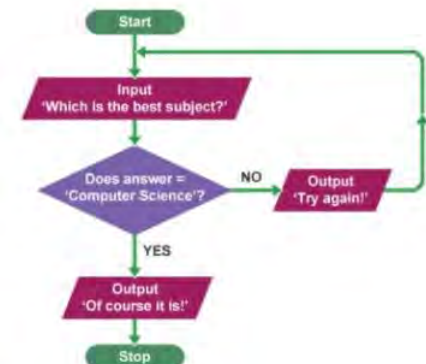 Start
Input
'Which is the best subject?'
Does answer =
'Computer Science'?
NO
Output
'Try again!'
YES
Output
'Of course it is!'
Stop